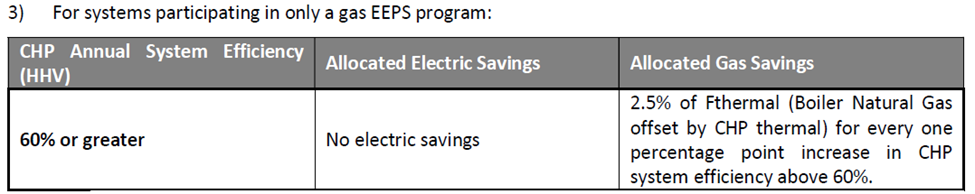 3) For systems participating in only a gas EEPS program:
CHP Annual System Efficiency (HHV)
Allocated Electric Savings
Allocated Gas Savings
60% or greater
No electric savings
2.5% of Fthermal (Boiler Natural Gas
offset by CHP thermal) for every one
percentage point increase in CHP
system efficiency above 60%.